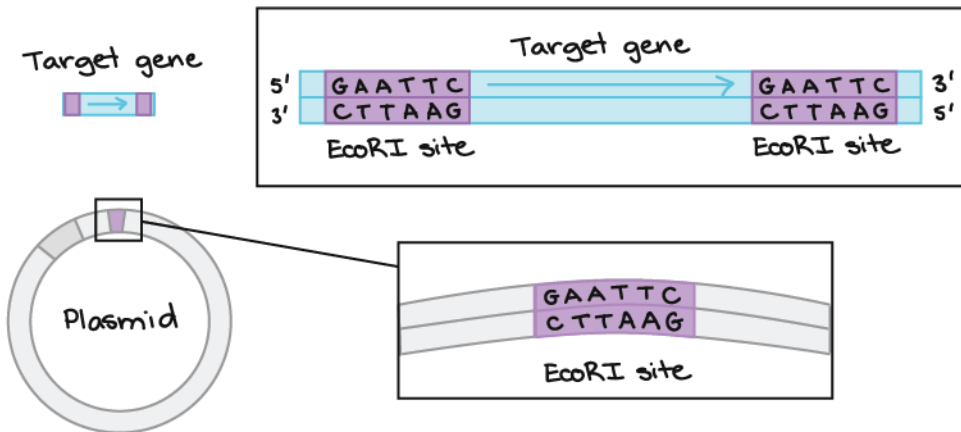 Target gene
Target gene
5' GAATTC GAATTC 3'
3' CTTAAG CTTAAG 5'
EcoRI site EcoRI site
Plasmid
GAATTC
CTTAAG
EcoRI site